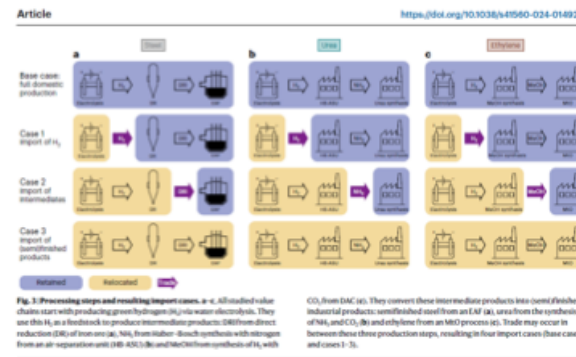 Article
https://doi.org/10.1038/s41560-024-0149
Steel
Urea
Ethylene
a
b
c
Base case:
full domestic
production
Case 1
Import of H₂
Case 2
Import of
intermediates
Case 3
Import of
(semi)finished
products
Retained
Relocated
Trade
Fig. 3 | Processing steps and resulting import cases. a–c, All studied value
chains start with producing green hydrogen (H₂) via water electrolysis. They
use this H₂ as a feedstock to produce intermediate products: DRI from direct
reduction (DR) of iron ore (a), NH₃ from Haber–Bosch synthesis with nitrogen
from an air-separation unit (HB-ASU) (b) and MeOH from synthesis of H₂ with
CO₂ from DAC (c). They convert these intermediate products into (semi)finished
industrial products: semifinished steel from an EAF (a), urea from the synthesis
of NH₃ and CO₂ (b) and ethylene from an MtO process (c). Trade may occur in
between these three production steps, resulting in four import cases (base case
and cases 1–3).